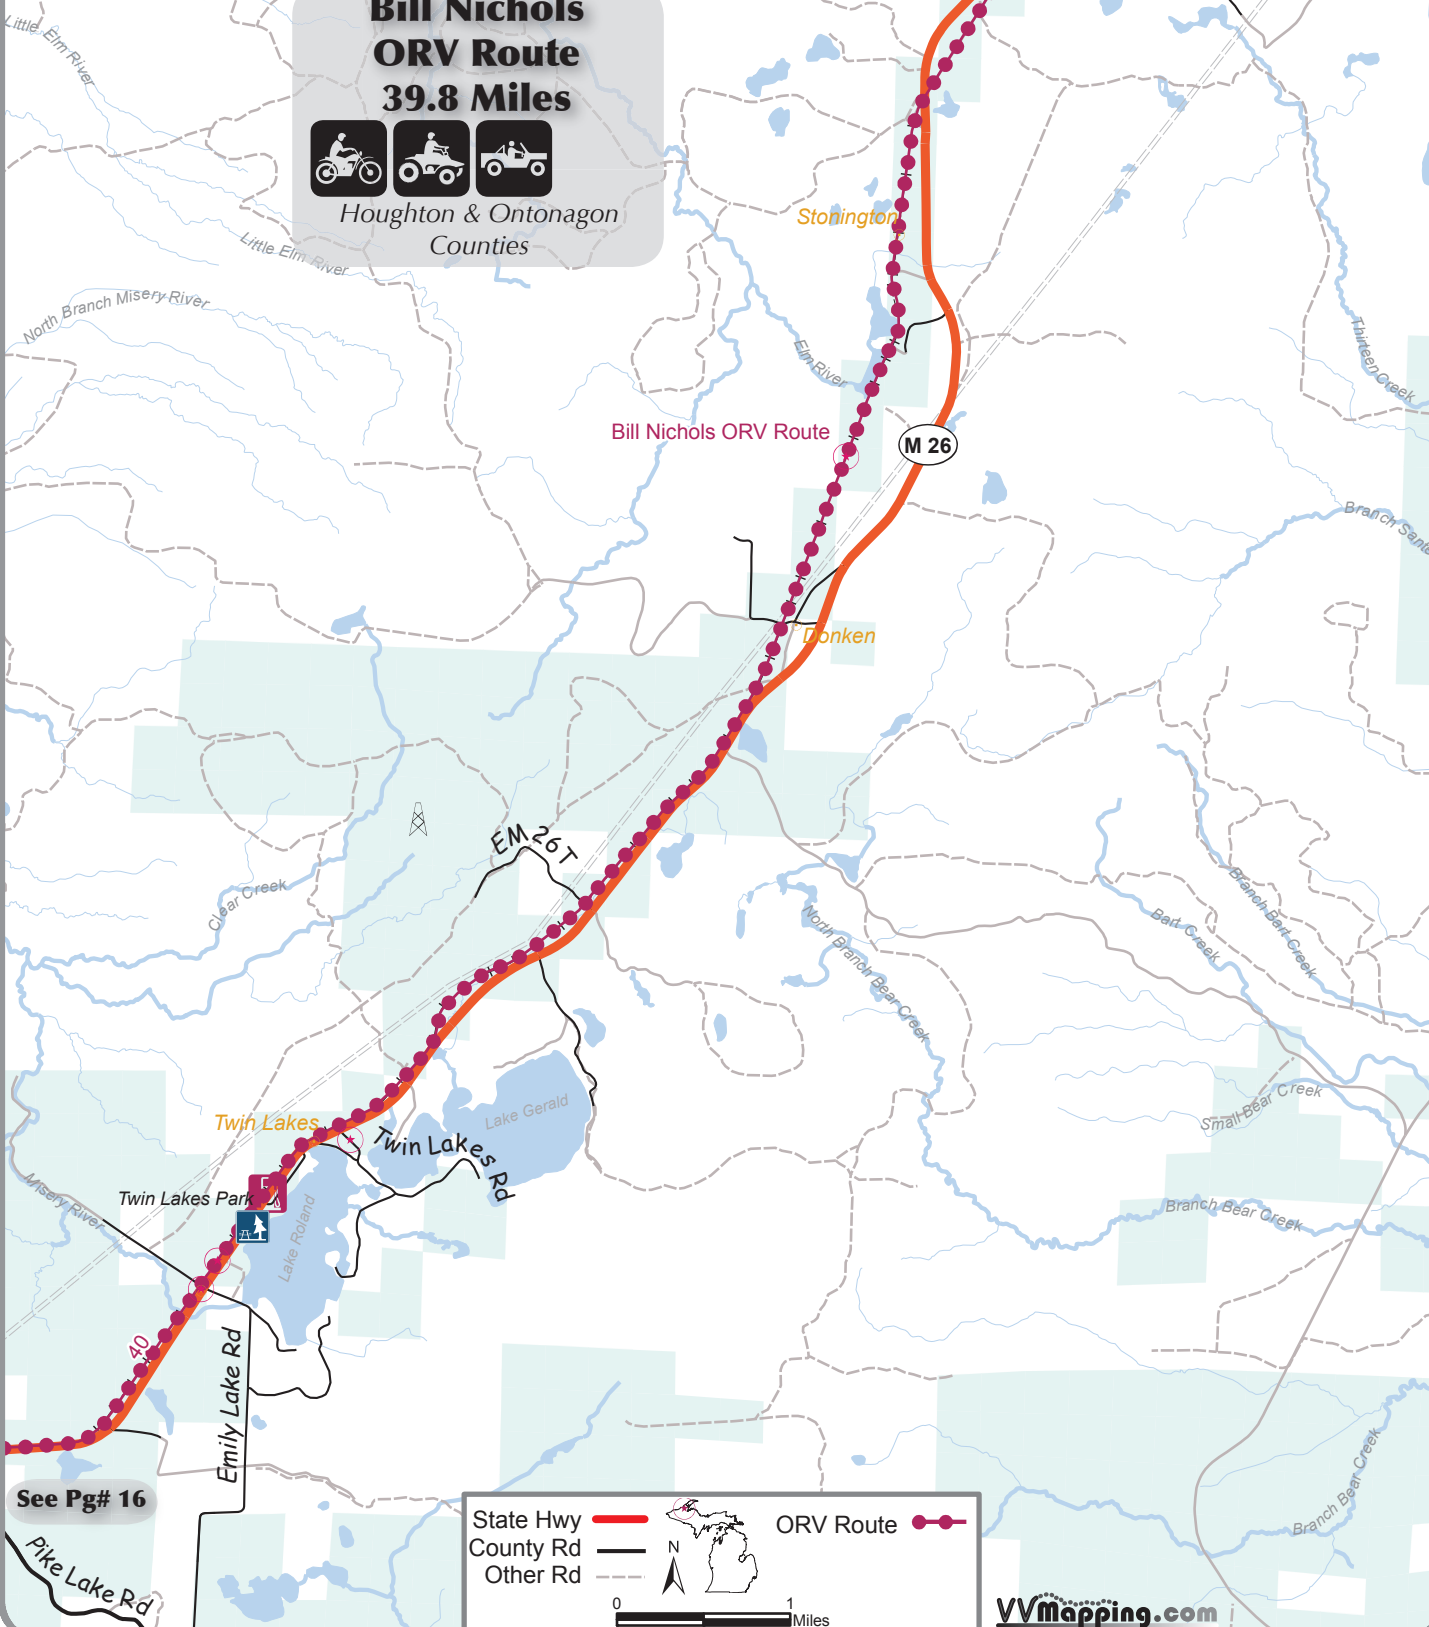 Bill Nichols
ORV Route
39.8 Miles
Houghton & Ontonagon
Counties
Little Elm River
Little Elm River
North Branch Misery River
Stonington
Elm River
Thirteen Creek
Bill Nichols ORV Route
M 26
Branch Sante
Donken
EM 26 T
Clear Creek
Branch Bart Creek
Bart Creek
North Branch Bear Creek
Lake Gerald
Small Bear Creek
Twin Lakes
Twin Lakes Rd
Misery River
Twin Lakes Park
Lake Roland
Branch Bear Creek
40
Emily Lake Rd
Branch Bear Creek
See Pg# 16
Pike Lake Rd
State Hwy
County Rd
Other Rd
N
ORV Route
0 1
Miles
VVMapping.com